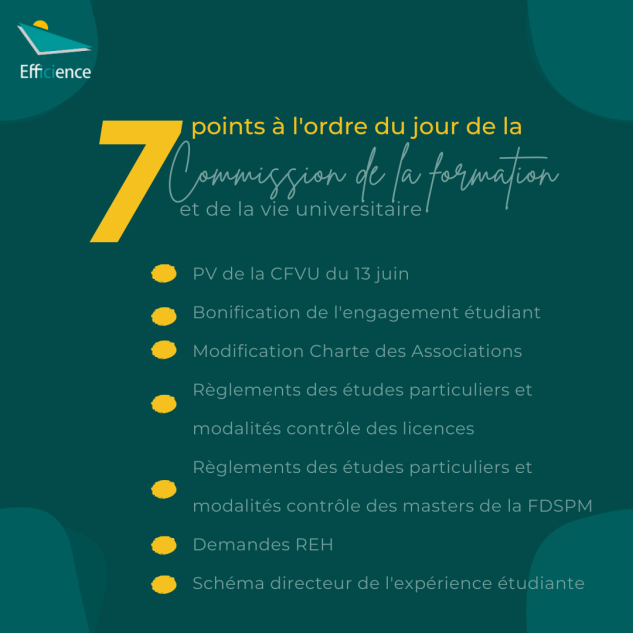 Efficience
7 points à l'ordre du jour de la
Commission de la formation
et de la vie universitaire
PV de la CFVU du 13 juin
Bonification de l'engagement étudiant
Modification Charte des Associations
Règlements des études particuliers et
modalités contrôle des licences
Règlements des études particuliers et
modalités contrôle des masters de la FDSPM
Demandes REH
Schéma directeur de l'expérience étudiante